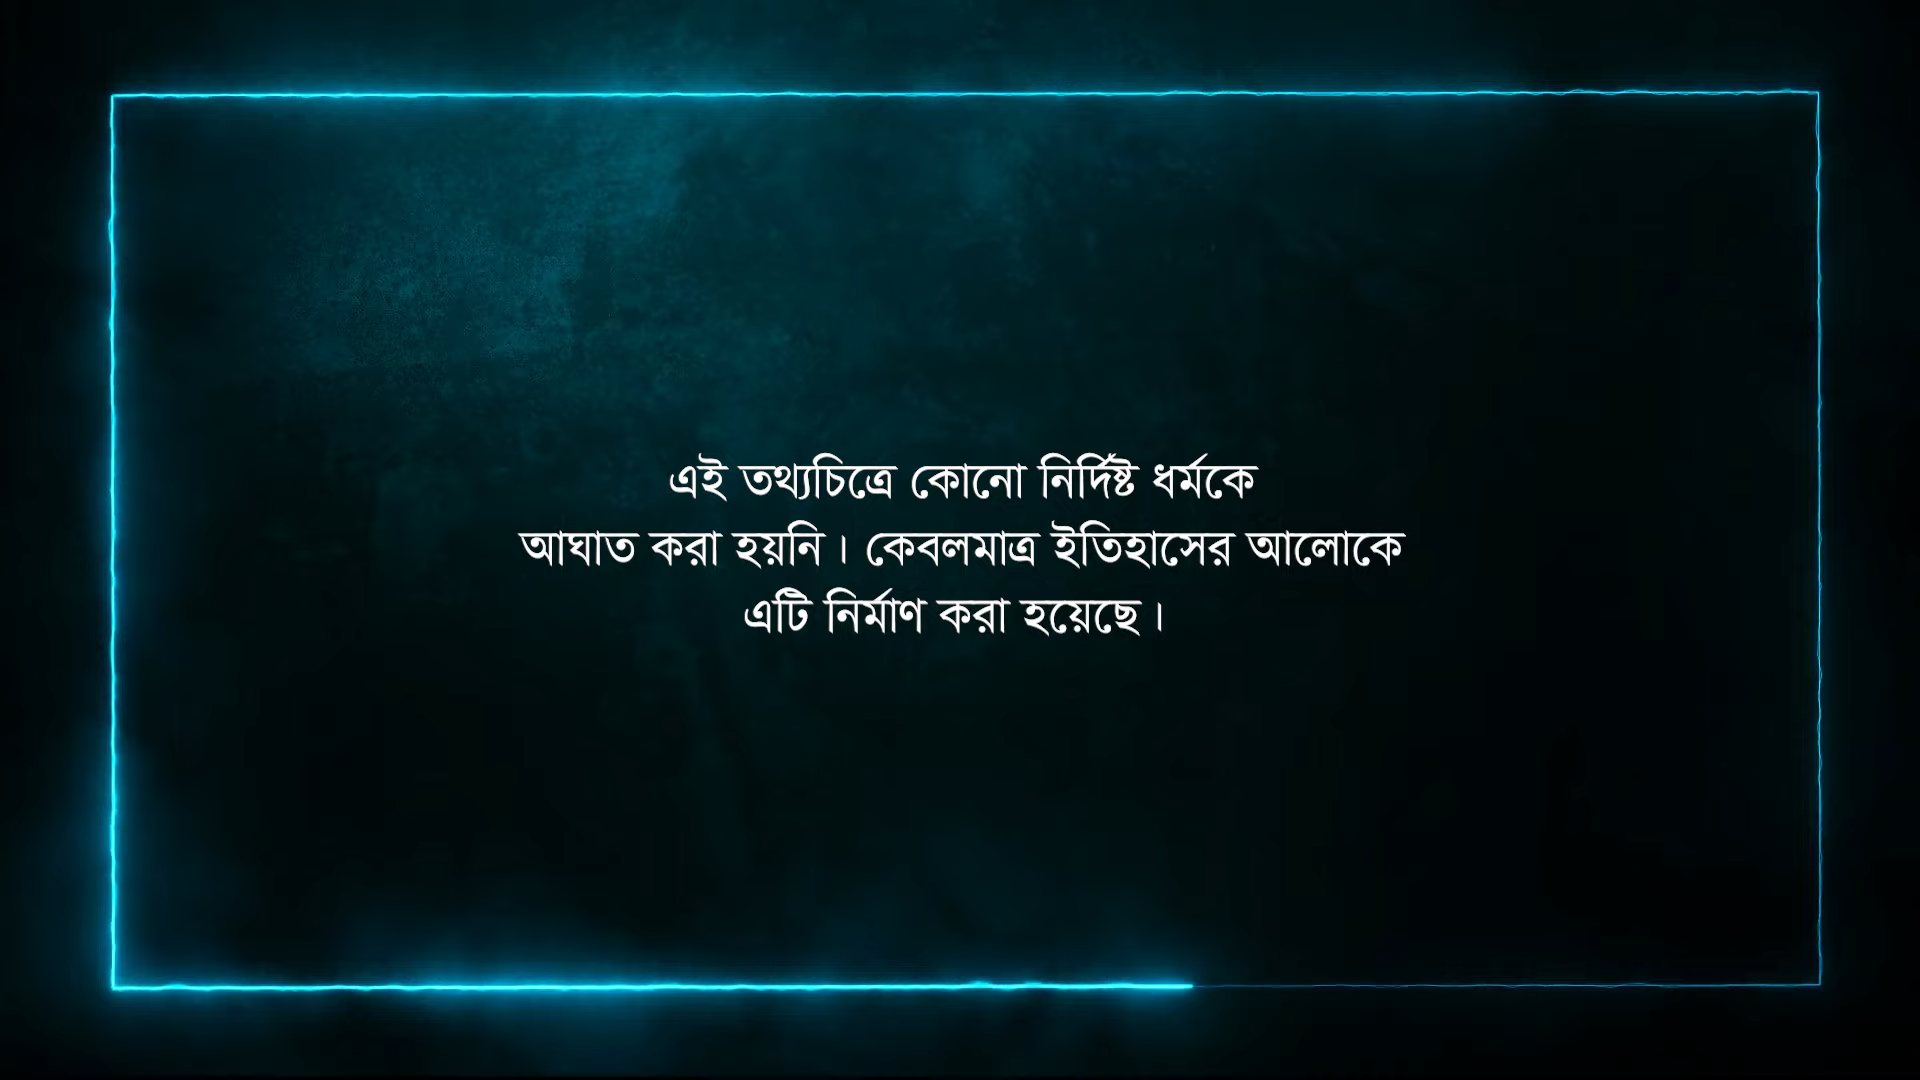 এই তথ্যচিত্রে কোনো নির্দিষ্ট ধর্মকে
আঘাত করা হয়নি। কেবলমাত্র ইতিহাসের আলোকে
এটি নির্মাণ করা হয়েছে।